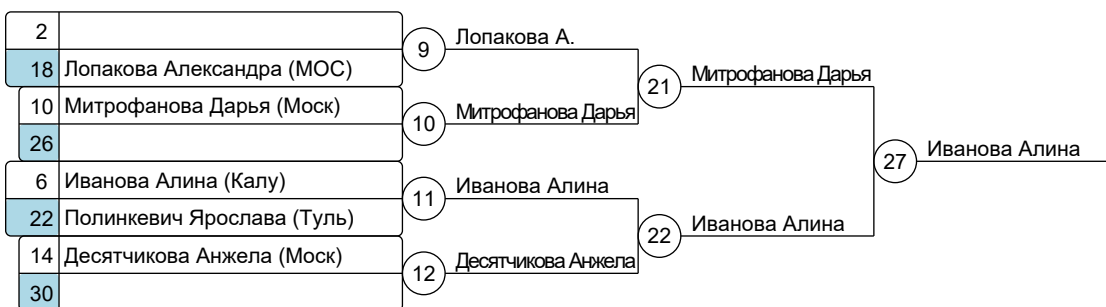 2
18 Лопакова Александра (МОС)
10 Митрофанова Дарья (Моск)
26
6 Иванова Алина (Калу)
22 Полинкевич Ярослава (Туль)
14 Десятчикова Анжела (Моск)
30
9
Лопакова А.
10
Митрофанова Дарья
11
Иванова Алина
12
Десятчикова Анжела
21
Митрофанова Дарья
22
Иванова Алина
27
Иванова Алина